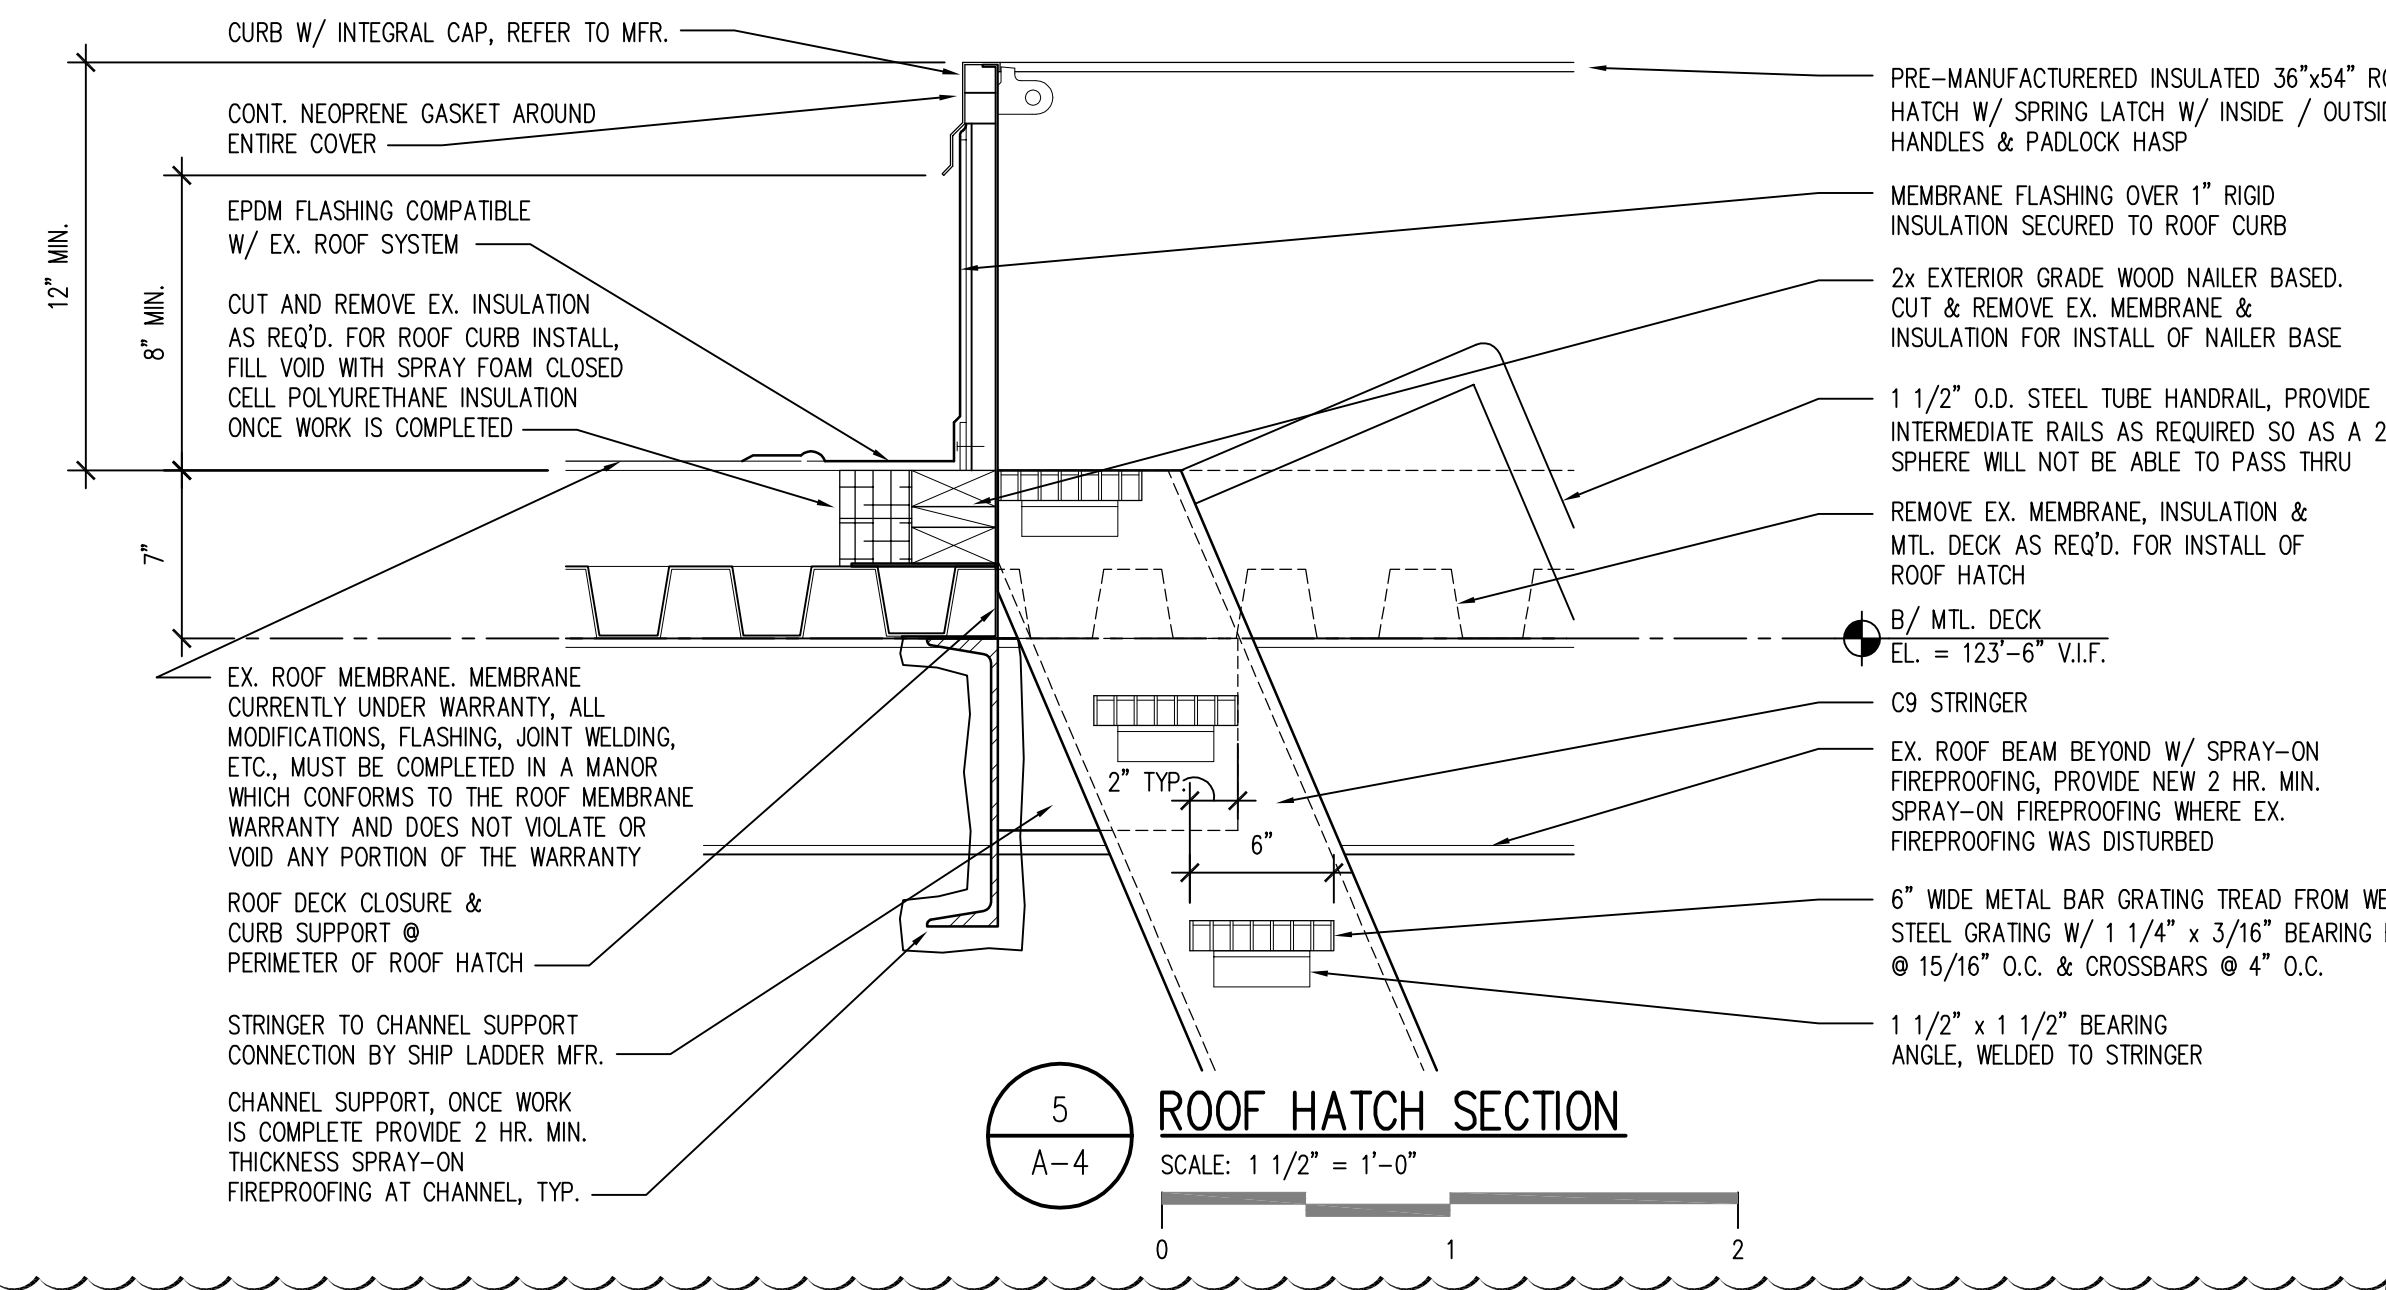 CURB W/ INTEGRAL CAP, REFER TO MFR.
CONT. NEOPRENE GASKET AROUND
ENTIRE COVER
EPDM FLASHING COMPATIBLE
W/ EX. ROOF SYSTEM
CUT AND REMOVE EX. INSULATION
AS REQ'D. FOR ROOF CURB INSTALL,
FILL VOID WITH SPRAY FOAM CLOSED
CELL POLYURETHANE INSULATION
ONCE WORK IS COMPLETED
12" MIN.
8" MIN.
7"
EX. ROOF MEMBRANE. MEMBRANE
CURRENTLY UNDER WARRANTY, ALL
MODIFICATIONS, FLASHING, JOINT WELDING,
ETC., MUST BE COMPLETED IN A MANOR
WHICH CONFORMS TO THE ROOF MEMBRANE
WARRANTY AND DOES NOT VIOLATE OR
VOID ANY PORTION OF THE WARRANTY
ROOF DECK CLOSURE &
CURB SUPPORT @
PERIMETER OF ROOF HATCH
STRINGER TO CHANNEL SUPPORT
CONNECTION BY SHIP LADDER MFR.
CHANNEL SUPPORT, ONCE WORK
IS COMPLETE PROVIDE 2 HR. MIN.
THICKNESS SPRAY-ON
FIREPROOFING AT CHANNEL, TYP.
2" TYP.
6"
PRE-MANUFACTURERED INSULATED 36"x54"
HATCH W/ SPRING LATCH W/ INSIDE /
HANDLES & PADLOCK HASP
MEMBRANE FLASHING OVER 1" RIGID
INSULATION SECURED TO ROOF CURB
2x EXTERIOR GRADE WOOD NAILER BASED.
CUT & REMOVE EX. MEMBRANE &
INSULATION FOR INSTALL OF NAILER BASE
1 1/2" O.D. STEEL TUBE HANDRAIL, PROVIDE
INTERMEDIATE RAILS AS REQUIRED SO AS A 2
SPHERE WILL NOT BE ABLE TO PASS THRU
REMOVE EX. MEMBRANE, INSULATION &
MTL. DECK AS REQ'D. FOR INSTALL OF
ROOF HATCH
B/ MTL. DECK
EL. = 123'-6" V.I.F.
C9 STRINGER
EX. ROOF BEAM BEYOND W/ SPRAY-ON
FIREPROOFING, PROVIDE NEW 2 HR. MIN.
SPRAY-ON FIREPROOFING WHERE EX.
FIREPROOFING WAS DISTURBED
6" WIDE METAL BAR GRATING TREAD FROM
STEEL GRATING W/ 1 1/4" x 3/16" BEARING
@ 15/16" O.C. & CROSSBARS @ 4" O.C.
1 1/2" x 1 1/2" BEARING
ANGLE, WELDED TO STRINGER
5
A-4
ROOF HATCH SECTION
SCALE: 1 1/2" = 1'-0"
0 1 2